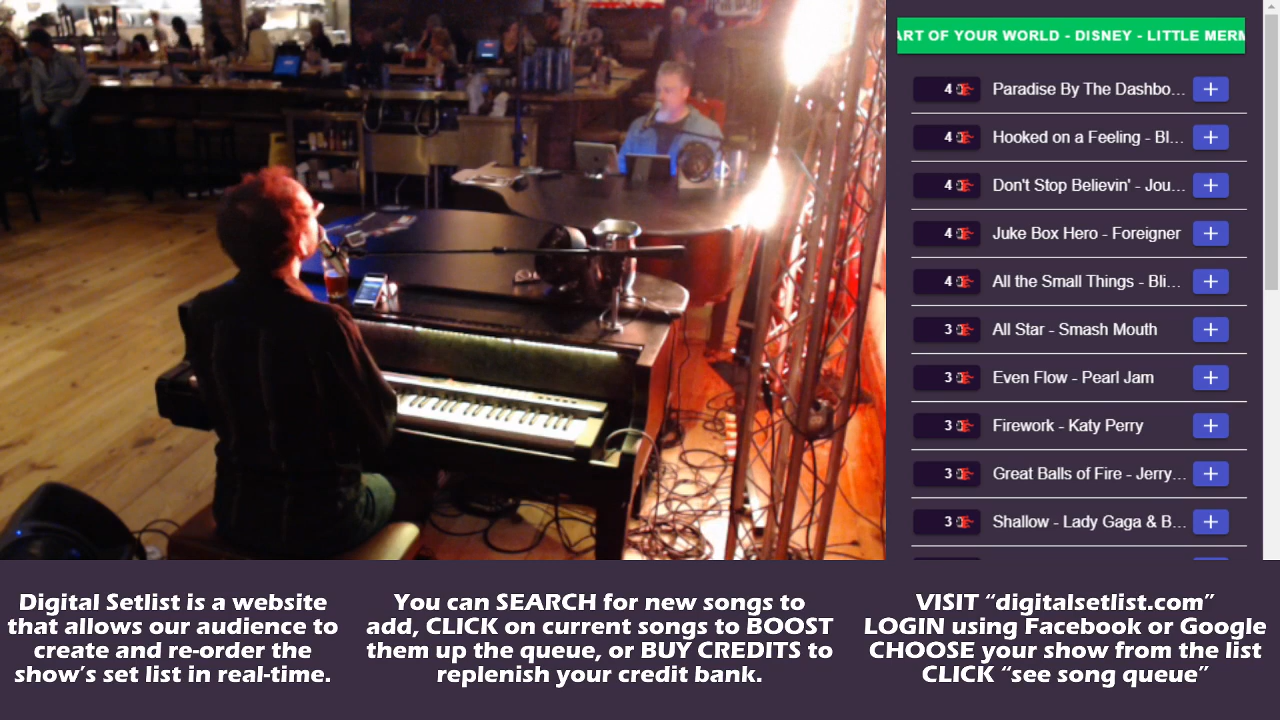 ART OF YOUR WORLD - DISNEY - LITTLE MERM
4 Paradise By The Dashbo...
4 Hooked on a Feeling - Bl...
4 Don't Stop Believin' - Jou...
4 Juke Box Hero - Foreigner
4 All the Small Things - Bli...
3 All Star - Smash Mouth
3 Even Flow - Pearl Jam
3 Firework - Katy Perry
3 Great Balls of Fire - Jerry...
3 Shallow - Lady Gaga & B...
Digital Setlist is a website
that allows our audience to
create and re-order the
show's set list in real-time.
You can SEARCH for new songs to
add, CLICK on current songs to BOOST
them up the queue, or BUY CREDITS to
replenish your credit bank.
VISIT “digitalsetlist.com”
LOGIN using Facebook or Google
CHOOSE your show from the list
CLICK “see song queue”